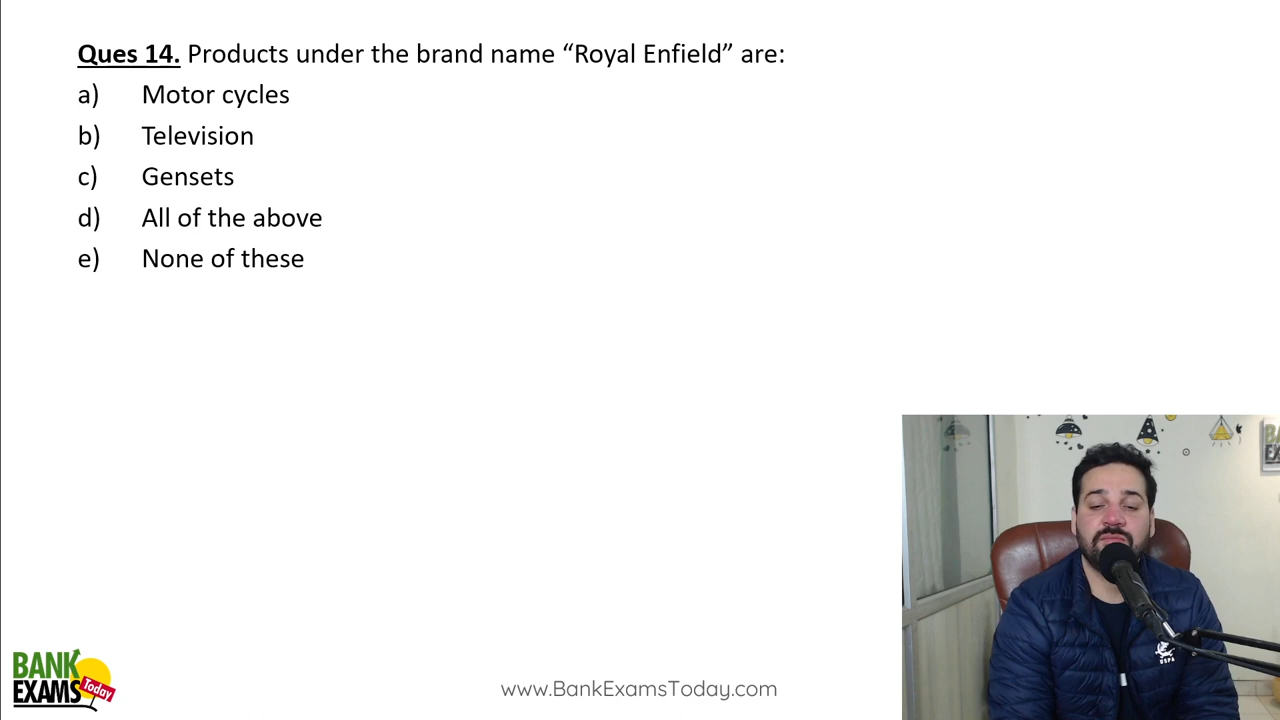 Ques 14. Products under the brand name “Royal Enfield” are:
a) Motor cycles
b) Television
c) Gensets
d) All of the above
e) None of these
BANK
EXAMS
Today
www.BankExamsToday.com
USPA